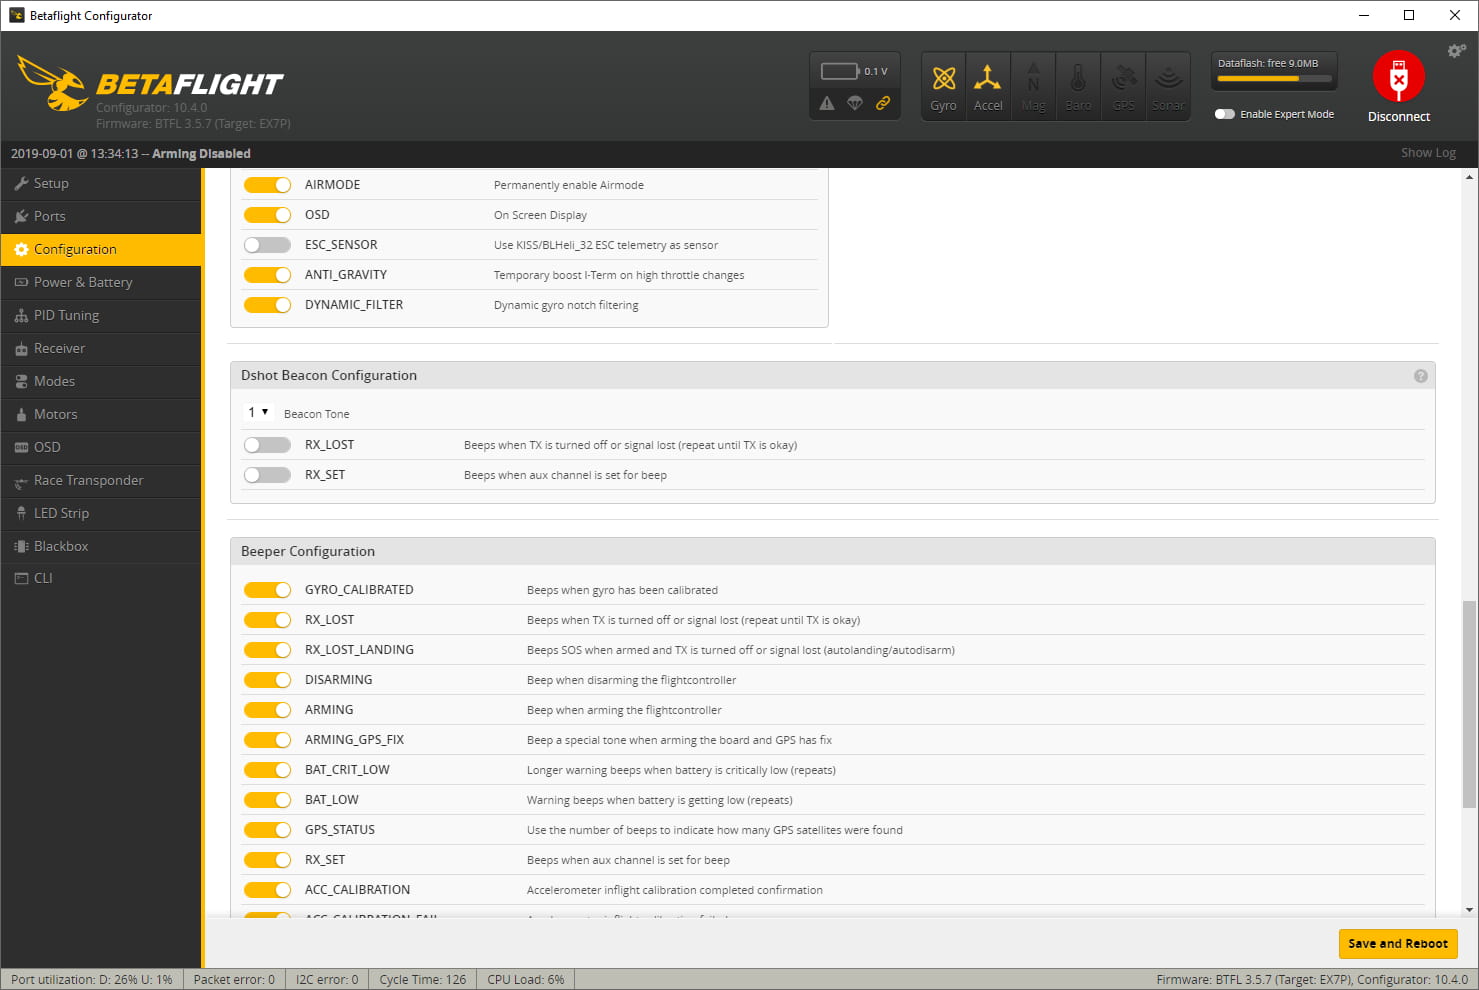 Betaflight Configurator
BETAFLIGHT
Configurator: 10.4.0
Firmware: BTFL 3.5.7 (Target: EX7P)
0.1 V
Gyro
Accel
Mag
Baro
GPS
Sonar
Dataflash: free 9.0MB
Enable Expert Mode
Disconnect
2019-09-01 @ 13:34:13 -- Arming Disabled
Show Log
Setup
Ports
Configuration
Power & Battery
PID Tuning
Receiver
Modes
Motors
OSD
Race Transponder
LED Strip
Blackbox
CLI
AIRMODE Permanently enable Airmode
OSD On Screen Display
ESC_SENSOR Use KISS/BLHeli_32 ESC telemetry as sensor
ANTI_GRAVITY Temporary boost I-Term on high throttle changes
DYNAMIC_FILTER Dynamic gyro notch filtering
Dshot Beacon Configuration
1 Beacon Tone
RX_LOST Beeps when TX is turned off or signal lost (repeat until TX is okay)
RX_SET Beeps when aux channel is set for beep
Beeper Configuration
GYRO_CALIBRATED Beeps when gyro has been calibrated
RX_LOST Beeps when TX is turned off or signal lost (repeat until TX is okay)
RX_LOST_LANDING Beeps SOS when armed and TX is turned off or signal lost (autolanding/autodisarm)
DISARMING Beep when disarming the flightcontroller
ARMING Beep when arming the flightcontroller
ARMING_GPS_FIX Beep a special tone when arming the board and GPS has fix
BAT_CRIT_LOW Longer warning beeps when battery is critically low (repeats)
BAT_LOW Warning beeps when battery is getting low (repeats)
GPS_STATUS Use the number of beeps to indicate how many GPS satellites were found
RX_SET Beeps when aux channel is set for beep
ACC_CALIBRATION Accelerometer inflight calibration completed confirmation
Save and Reboot
Port utilization: D: 26% U: 1%
Packet error: 0
I2C error: 0
Cycle Time: 126
CPU Load: 6%
Firmware: BTFL 3.5.7 (Target: EX7P), Configurator: 10.4.0